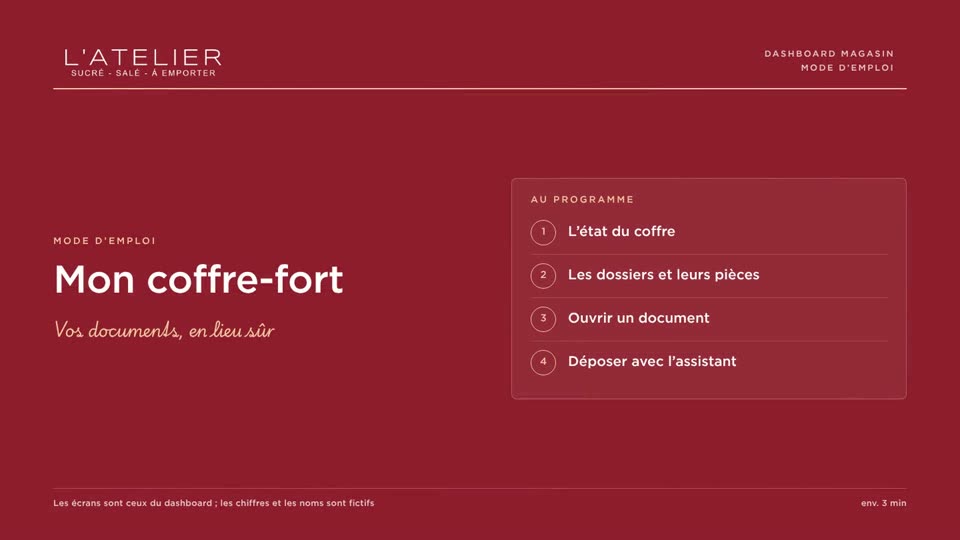 L'ATELIER
SUCRÉ - SALÉ - À EMPORTER
DASHBOARD MAGASIN
MODE D'EMPLOI
MODE D'EMPLOI
Mon coffre-fort
Vos documents, en lieu sûr
AU PROGRAMME
1 L'état du coffre
2 Les dossiers et leurs pièces
3 Ouvrir un document
4 Déposer avec l'assistant
Les écrans sont ceux du dashboard ; les chiffres et les noms sont fictifs
env. 3 min